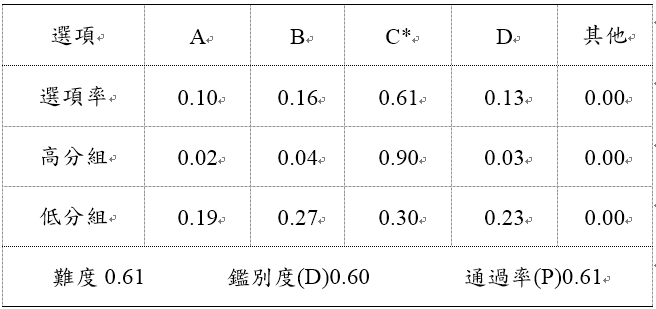 選項 A B C* D 其他
選項率 0.10 0.16 0.61 0.13 0.00
高分組 0.02 0.04 0.90 0.03 0.00
低分組 0.19 0.27 0.30 0.23 0.00
難度 0.61 鑑別度(D)0.60 通過率(P)0.61